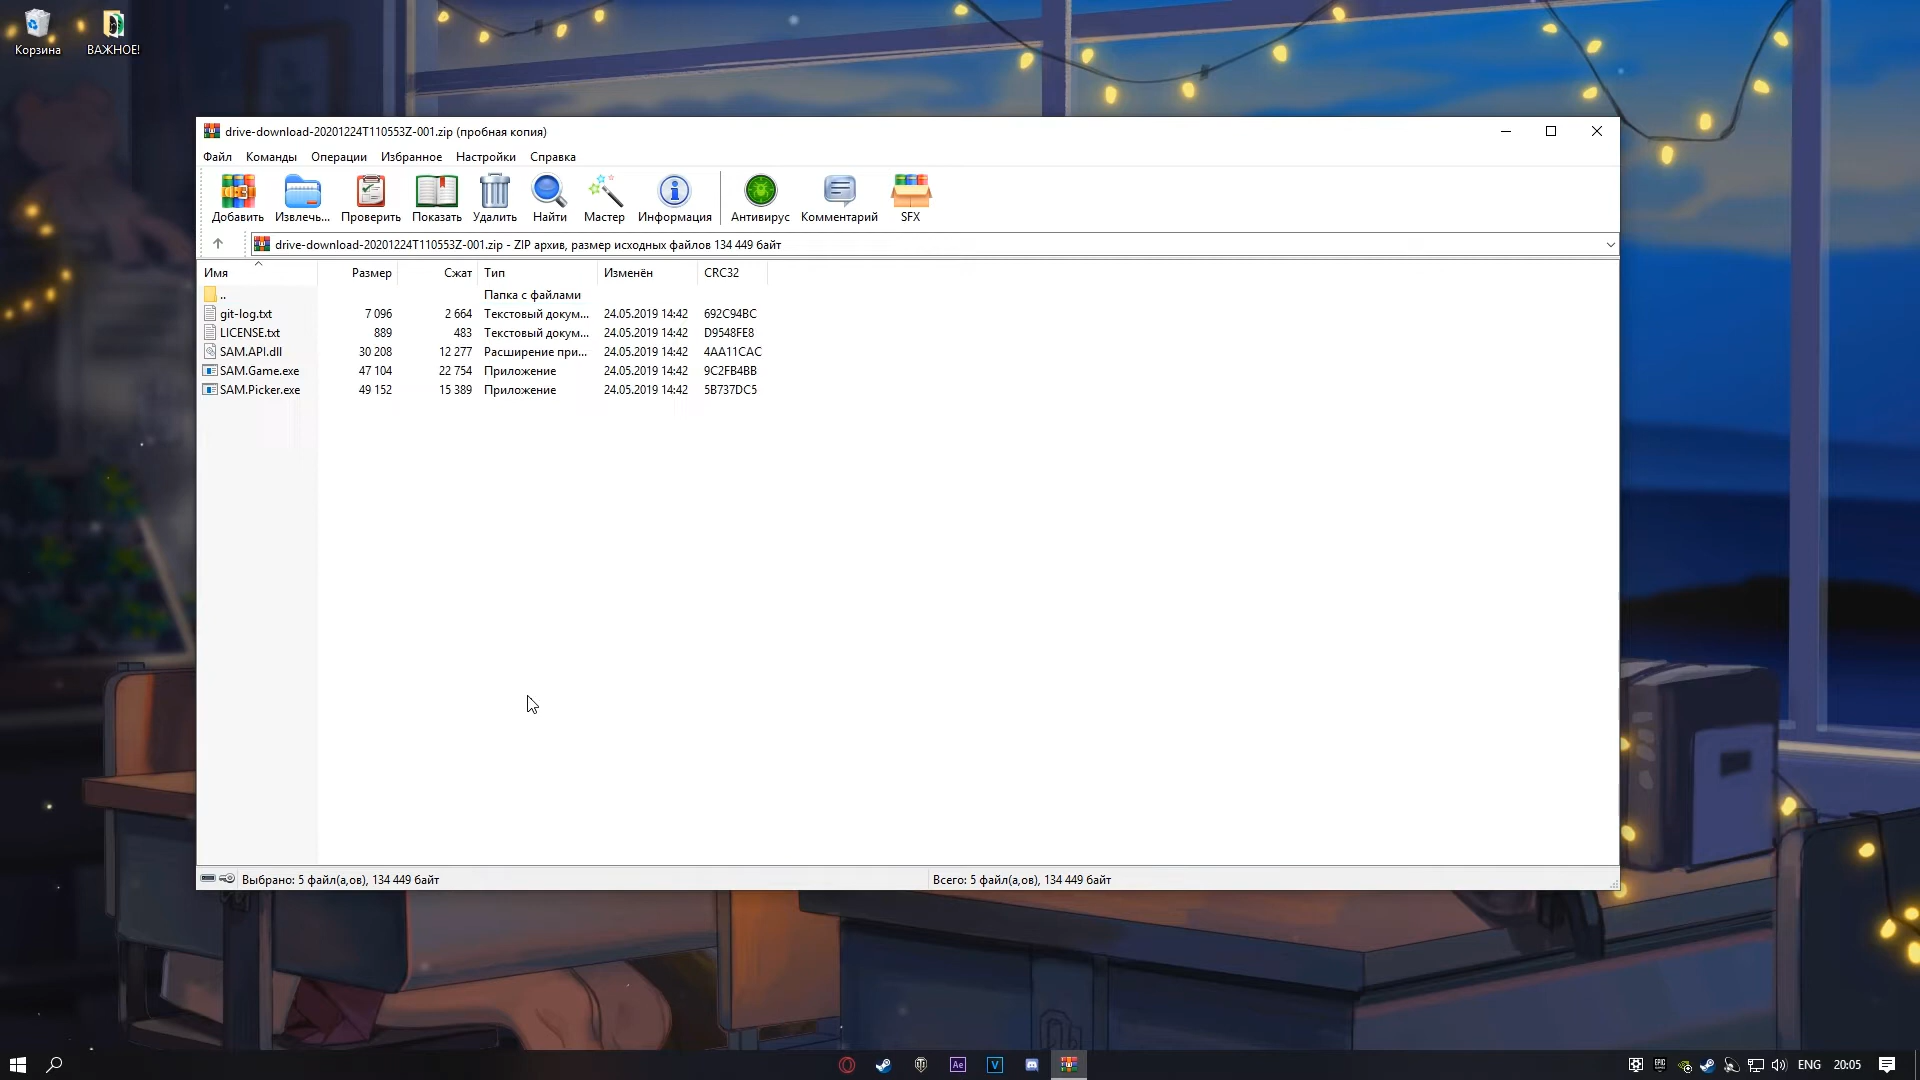 Корзина
ВАЖНОЕ!
drive-download-20201224T110553Z-001.zip (пробная копия)
Файл Команды Операции Избранное Настройки Справка
Добавить Извлечь... Проверить Показать Удалить Найти Мастер Информация Антивирус Комментарий SFX
drive-download-20201224T110553Z-001.zip - ZIP архив, размер исходных файлов 134 449 байт
Имя Размер Сжат Тип Изменён CRC32
.. Папка с файлами
git-log.txt 7 096 2 664 Текстовый докум... 24.05.2019 14:42 692C94BC
LICENSE.txt 889 483 Текстовый докум... 24.05.2019 14:42 D9548FE8
SAM.API.dll 30 208 12 277 Расширение при... 24.05.2019 14:42 4AA11CAC
SAM.Game.exe 47 104 22 754 Приложение 24.05.2019 14:42 9C2FB4BB
SAM.Picker.exe 49 152 15 389 Приложение 24.05.2019 14:42 5B737DC5
Выбрано: 5 файл(а,ов), 134 449 байт Всего: 5 файл(а,ов), 134 449 байт
Ae V EPIC ENG 20:05